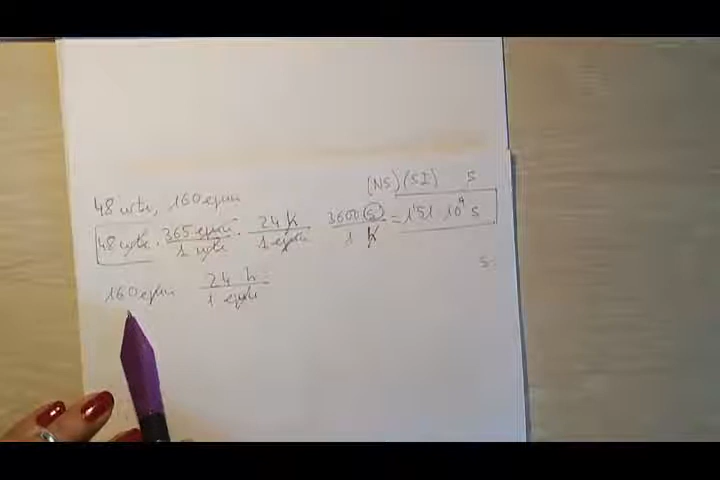 (NS) (SI) s
48 urte, 160 egun
48 urte · 365 egun / 1 urte · 24 h / 1 egun 3600 s / 1 h = 1'51 · 10⁹ s
s
160 egun 24 h / 1 egun